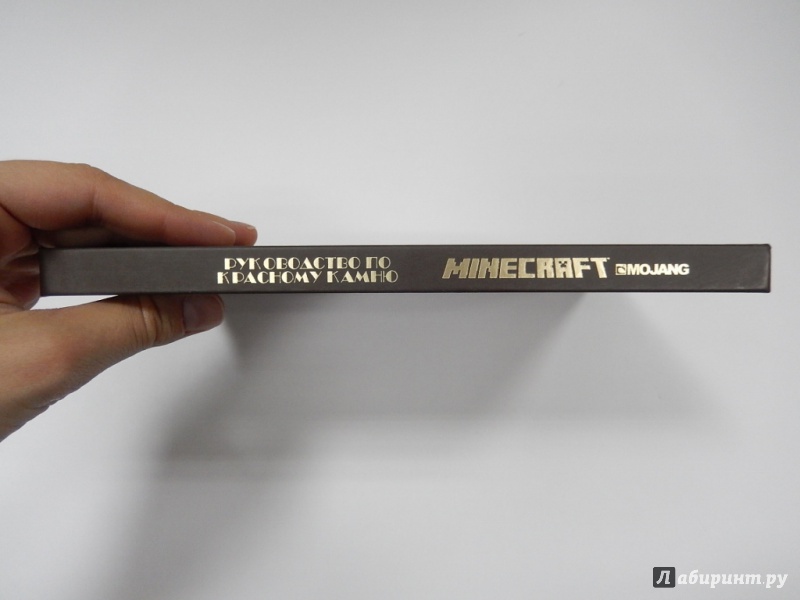 РУКОВОДСТВО ПО
КРАСНОМУ КАМНЮ
MINECRAFT
MOJANG
Лабиринт.ру